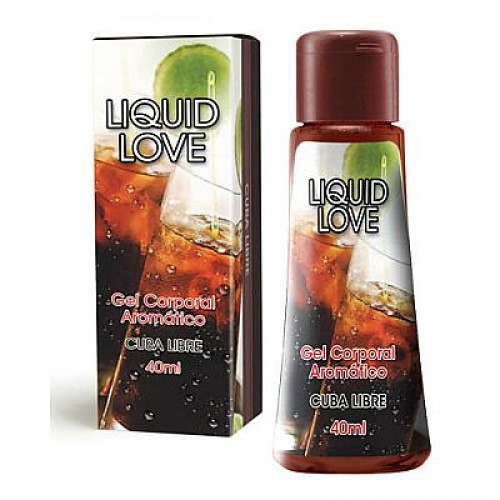 LIQUID
LOVE
Gel Corporal
Aromático
CUBA LIBRE
40ml
CUBA LIBRE
LIQUID
LOVE
Gel Corporal
Aromático
CUBA LIBRE
40ml